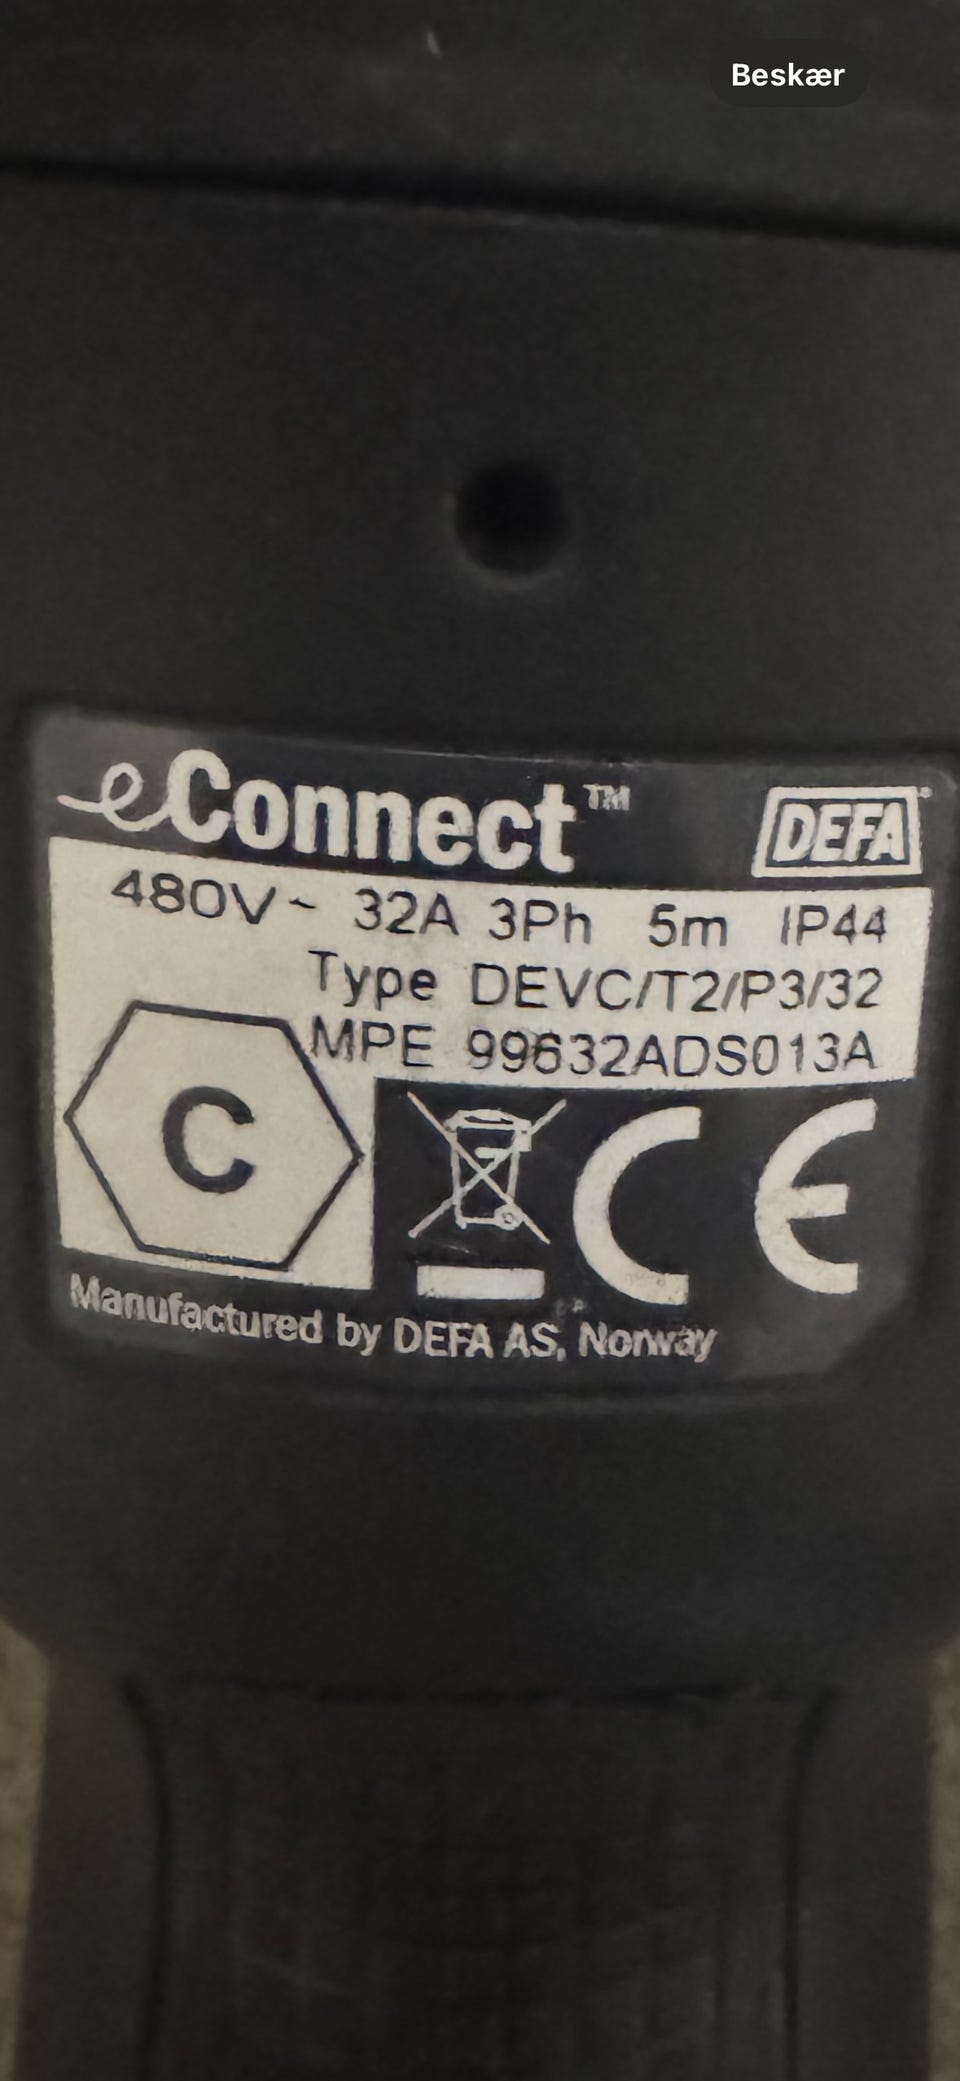 Beskær
eConnect™ DEFA
480V~ 32A 3Ph 5m IP44
Type DEVC/T2/P3/32
MPE 99632ADS013A
C
CE
Manufactured by DEFA AS, Norway